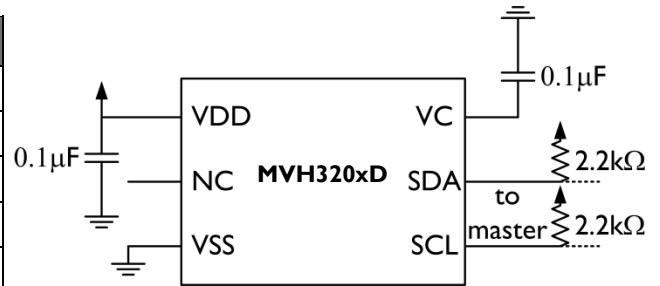 0.1μF
VDD
VC
0.1μF
NC
MVH320xD
SDA
2.2kΩ
to
master
VSS
SCL
2.2kΩ